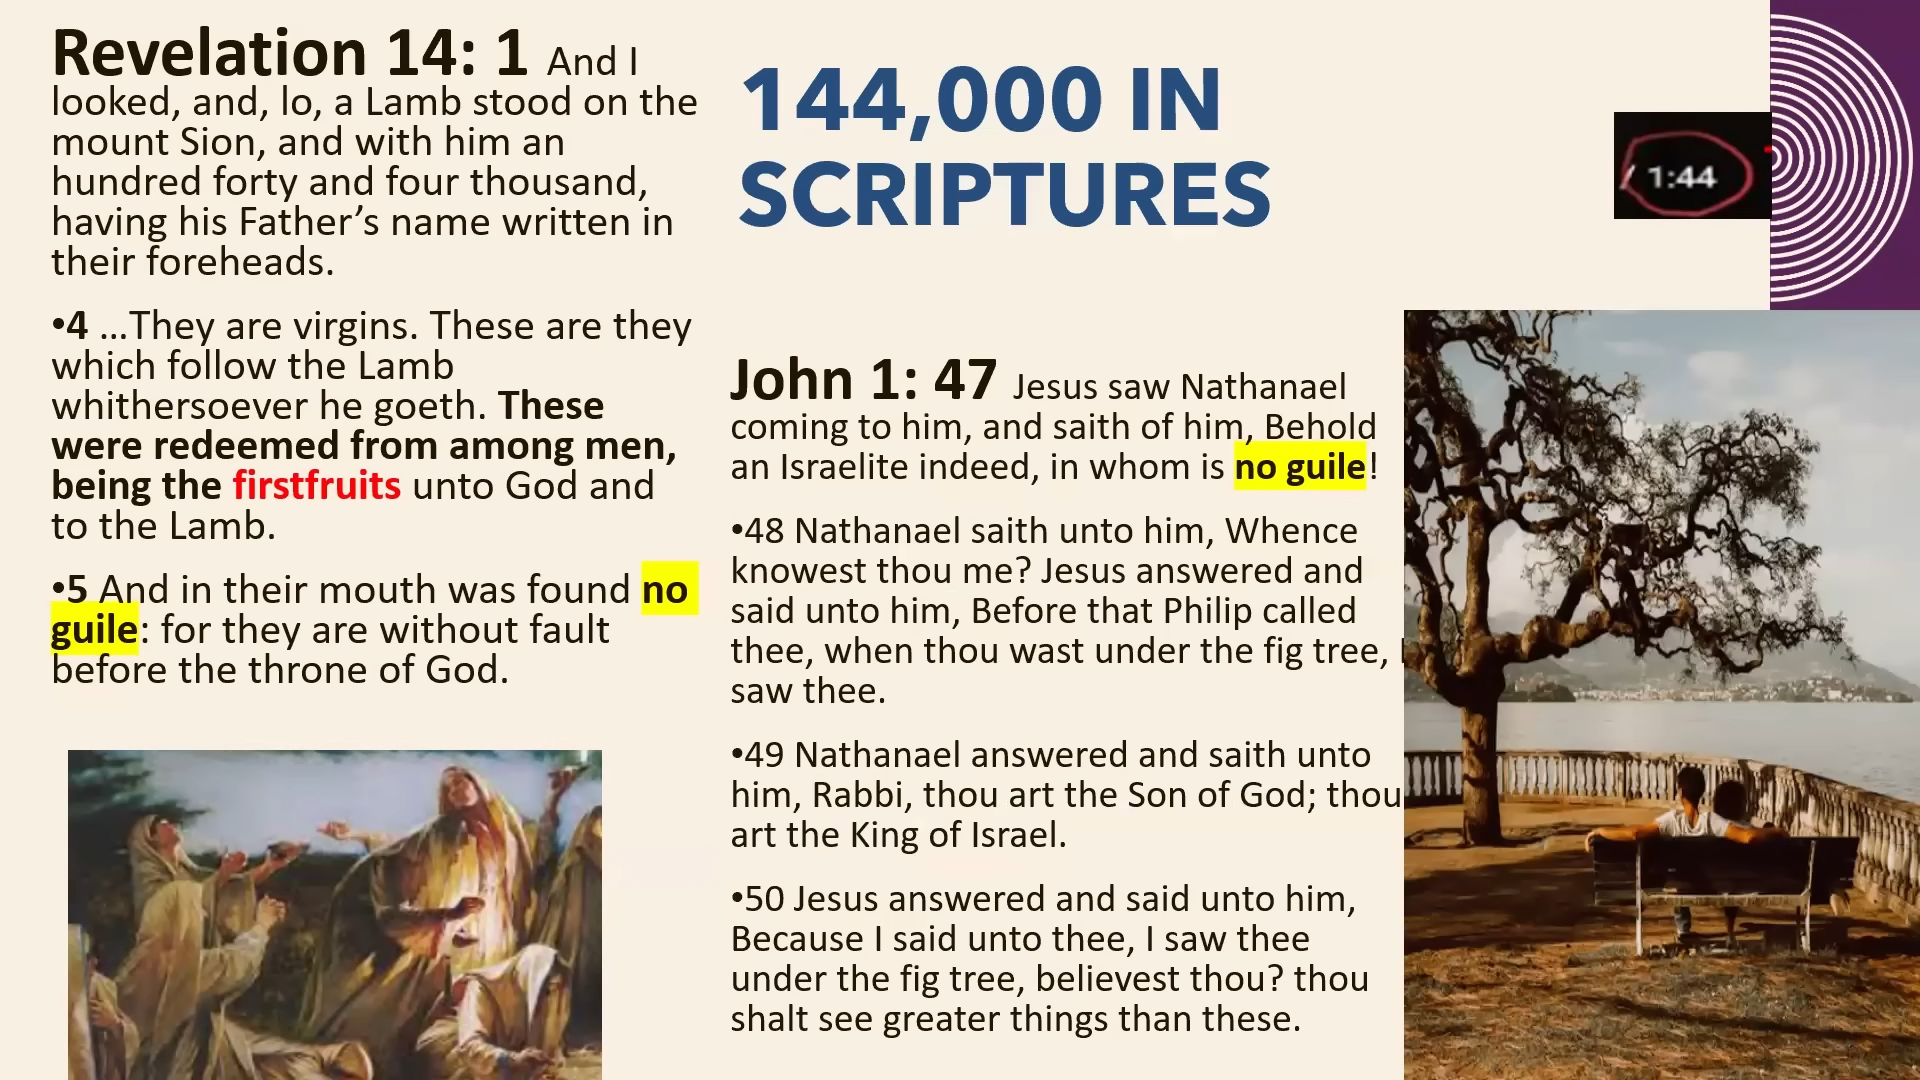 Revelation 14: 1 And I
looked, and, lo, a Lamb stood on the
mount Sion, and with him an
hundred forty and four thousand,
having his Father’s name written in
their foreheads.
•4 ...They are virgins. These are they
which follow the Lamb
whithersoever he goeth. These
were redeemed from among men,
being the firstfruits unto God and
to the Lamb.
•5 And in their mouth was found no
guile: for they are without fault
before the throne of God.
144,000 IN
SCRIPTURES
/ 1:44
John 1: 47 Jesus saw Nathanael
coming to him, and saith of him, Behold
an Israelite indeed, in whom is no guile!
•48 Nathanael saith unto him, Whence
knowest thou me? Jesus answered and
said unto him, Before that Philip called
thee, when thou wast under the fig tree,
saw thee.
•49 Nathanael answered and saith unto
him, Rabbi, thou art the Son of God; thou
art the King of Israel.
•50 Jesus answered and said unto him,
Because I said unto thee, I saw thee
under the fig tree, believest thou? thou
shalt see greater things than these.